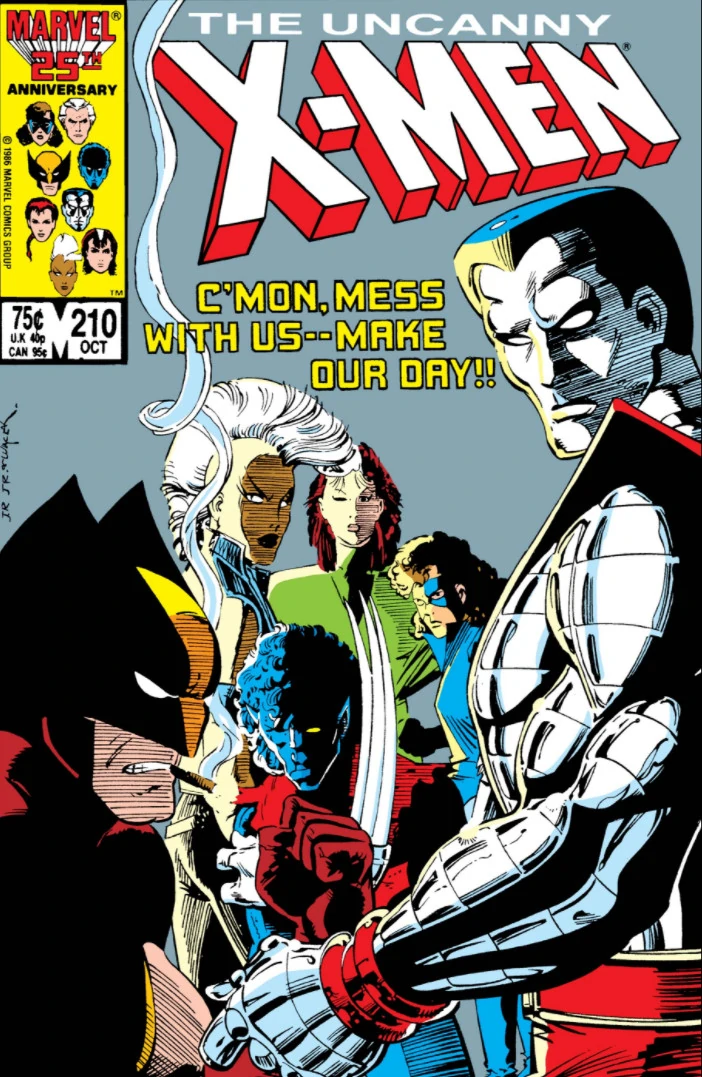 MARVEL®
25TH
ANNIVERSARY
© 1986 MARVEL COMICS GROUP
TM
75¢
U.K 40p
CAN 95¢
M
210
OCT
THE UNCANNY
X-MEN®
C'MON, MESS
WITH US--MAKE
OUR DAY!!